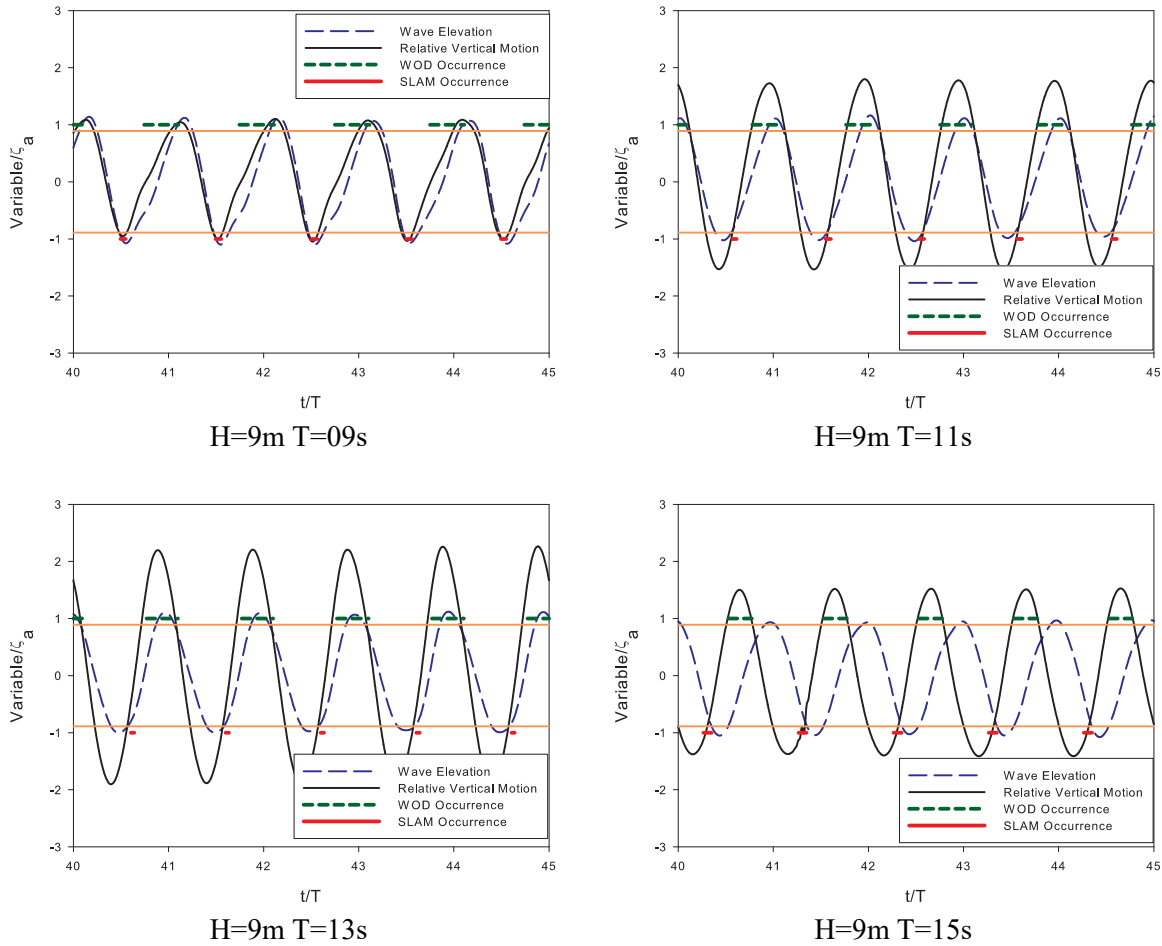 3
2
1
0
-1
-2
-3
Variable/ζa
40
41
42
43
44
45
t/T
Wave Elevation
Relative Vertical Motion
WOD Occurrence
SLAM Occurrence
H=9m T=09s
3
2
1
0
-1
-2
-3
Variable/ζa
40
41
42
43
44
45
t/T
Wave Elevation
Relative Vertical Motion
WOD Occurrence
SLAM Occurrence
H=9m T=11s
3
2
1
0
-1
-2
-3
Variable/ζa
40
41
42
43
44
45
t/T
Wave Elevation
Relative Vertical Motion
WOD Occurrence
SLAM Occurrence
H=9m T=13s
3
2
1
0
-1
-2
-3
Variable/ζa
40
41
42
43
44
45
t/T
Wave Elevation
Relative Vertical Motion
WOD Occurrence
SLAM Occurrence
H=9m T=15s